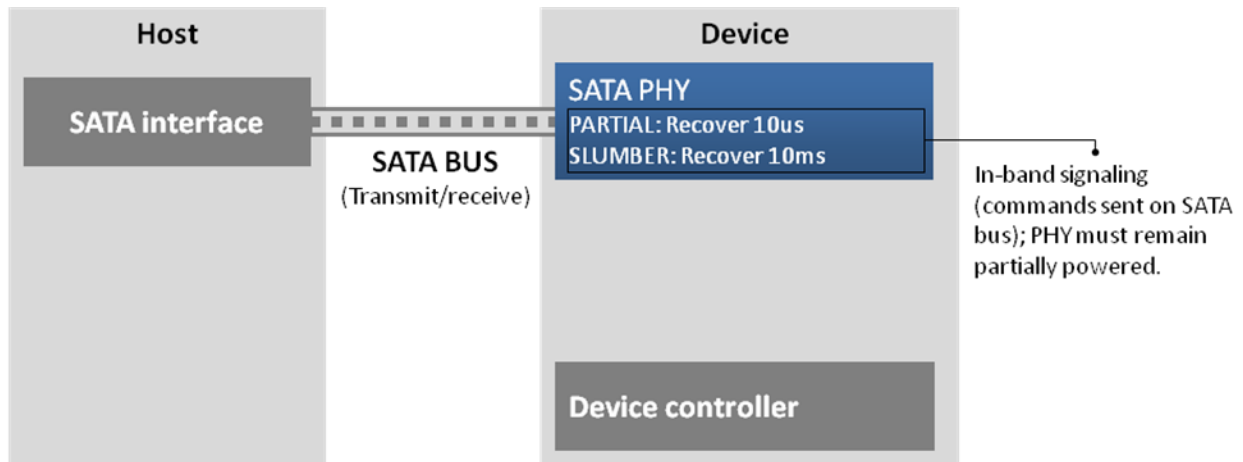 Host
Device
SATA interface
SATA PHY
PARTIAL: Recover 10us
SLUMBER: Recover 10ms
SATA BUS
(Transmit/receive)
In-band signaling
(commands sent on SATA
bus); PHY must remain
partially powered.
Device controller